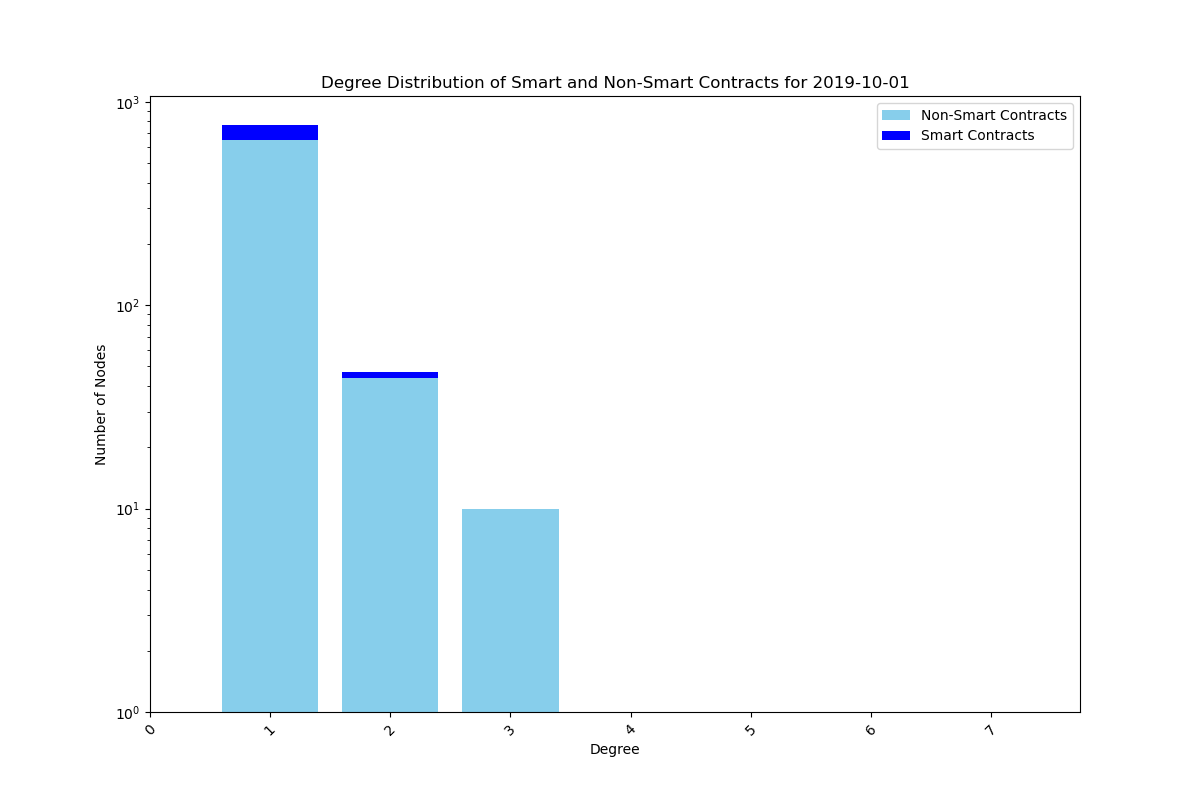 Degree Distribution of Smart and Non-Smart Contracts for 2019-10-01
Non-Smart Contracts
Smart Contracts
Number of Nodes
10³
10²
10¹
10⁰
0 1 2 3 4 5 6 7
Degree